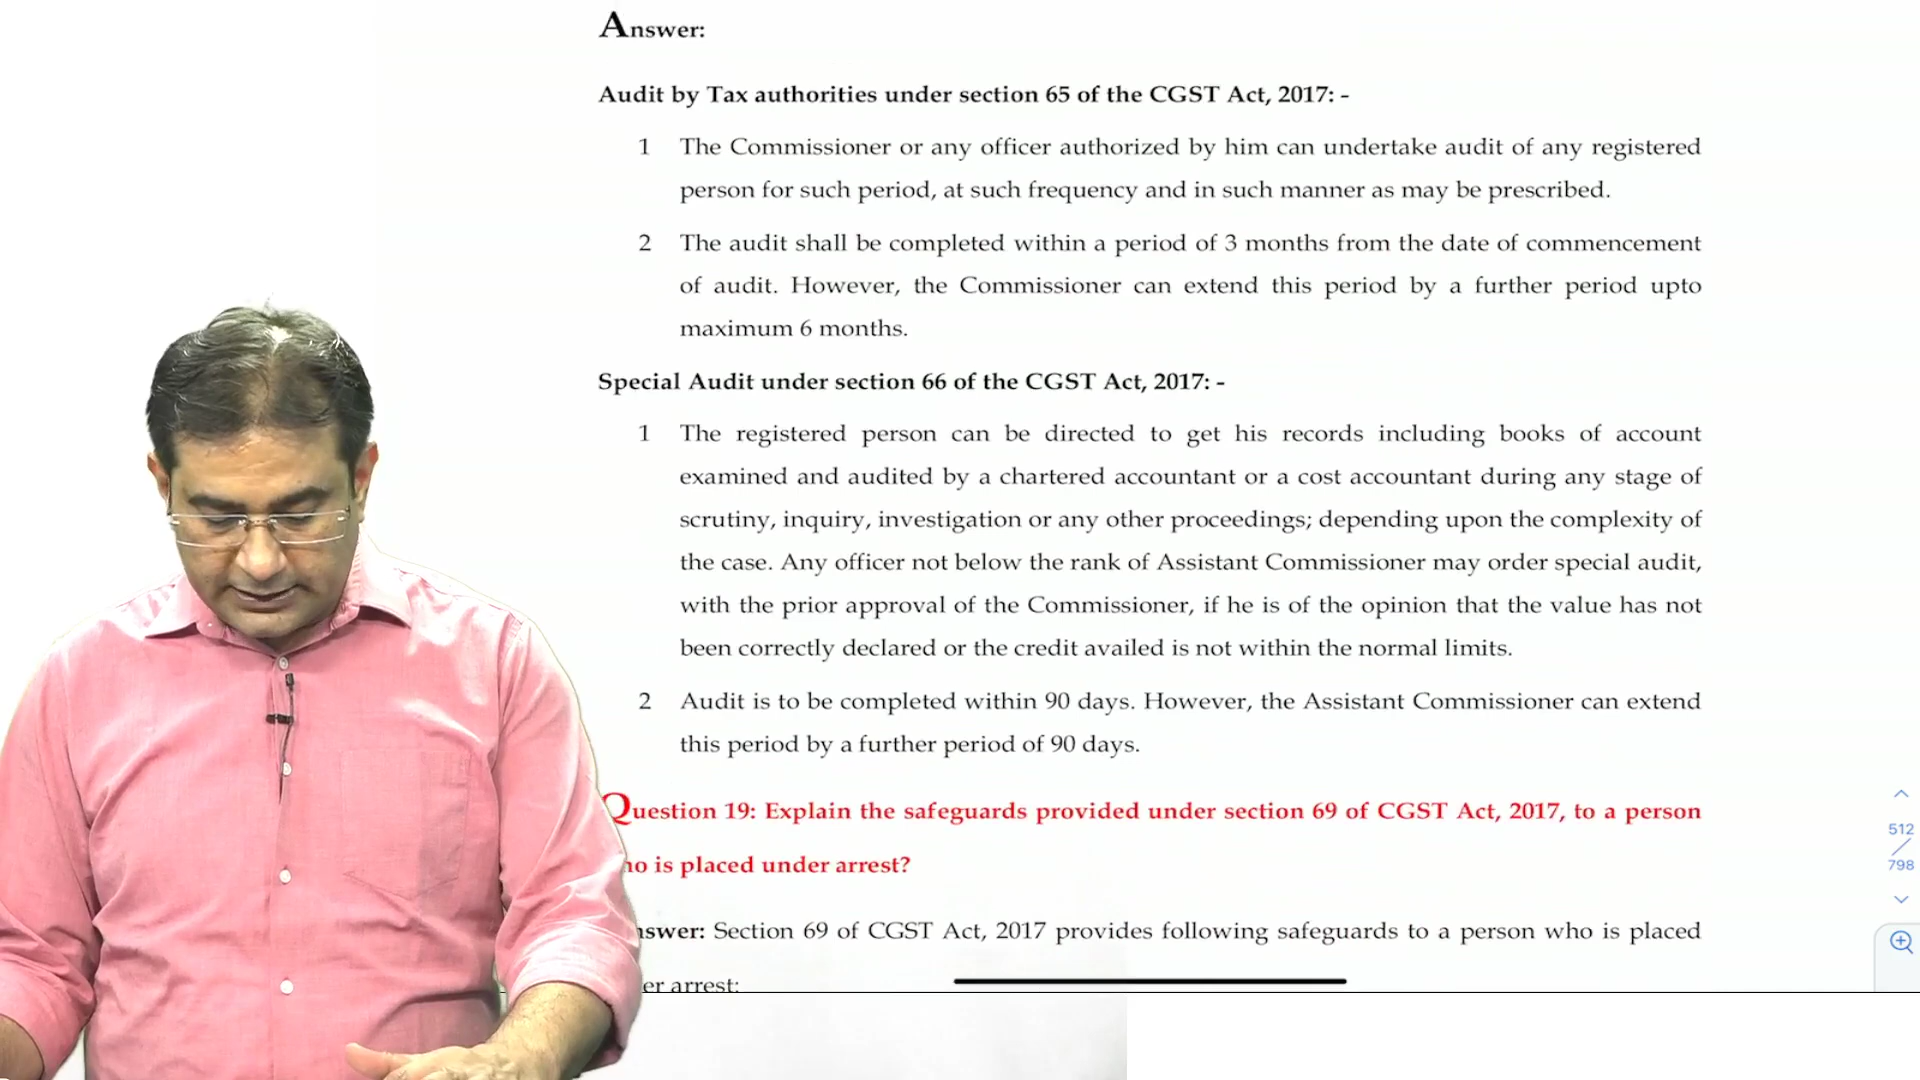 Answer:
Audit by Tax authorities under section 65 of the CGST Act, 2017: -
1 The Commissioner or any officer authorized by him can undertake audit of any registered
person for such period, at such frequency and in such manner as may be prescribed.
2 The audit shall be completed within a period of 3 months from the date of commencement
of audit. However, the Commissioner can extend this period by a further period upto
maximum 6 months.
Special Audit under section 66 of the CGST Act, 2017: -
1 The registered person can be directed to get his records including books of account
examined and audited by a chartered accountant or a cost accountant during any stage of
scrutiny, inquiry, investigation or any other proceedings; depending upon the complexity of
the case. Any officer not below the rank of Assistant Commissioner may order special audit,
with the prior approval of the Commissioner, if he is of the opinion that the value has not
been correctly declared or the credit availed is not within the normal limits.
2 Audit is to be completed within 90 days. However, the Assistant Commissioner can extend
this period by a further period of 90 days.
Question 19: Explain the safeguards provided under section 69 of CGST Act, 2017, to a person
is placed under arrest?
Section 69 of CGST Act, 2017 provides following safeguards to a person who is placed
arrest:
512
/
798